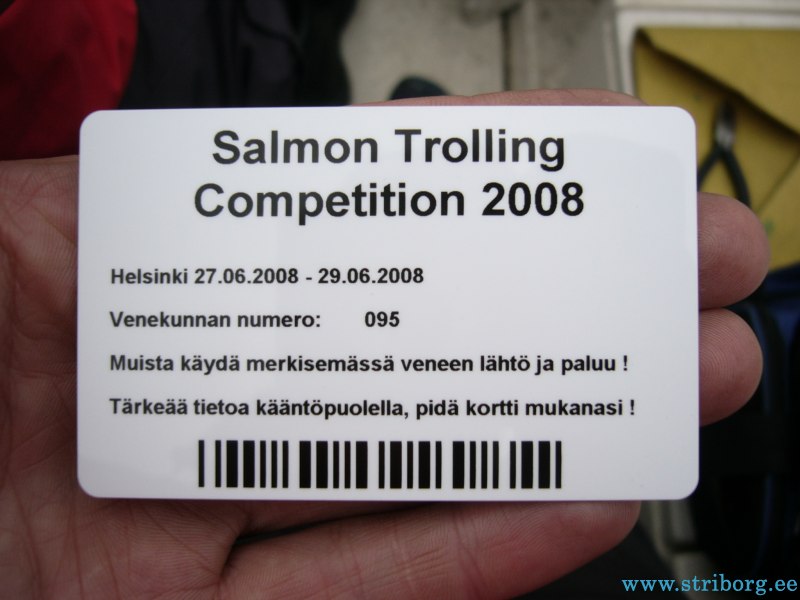 Salmon Trolling
Competition 2008
Helsinki 27.06.2008 - 29.06.2008
Venekunnan numero: 095
Muista käydä merkisemässä veneen lähtö ja paluu !
Tärkeää tietoa kääntöpuolella, pidä kortti mukanasi !
www.striborg.ee